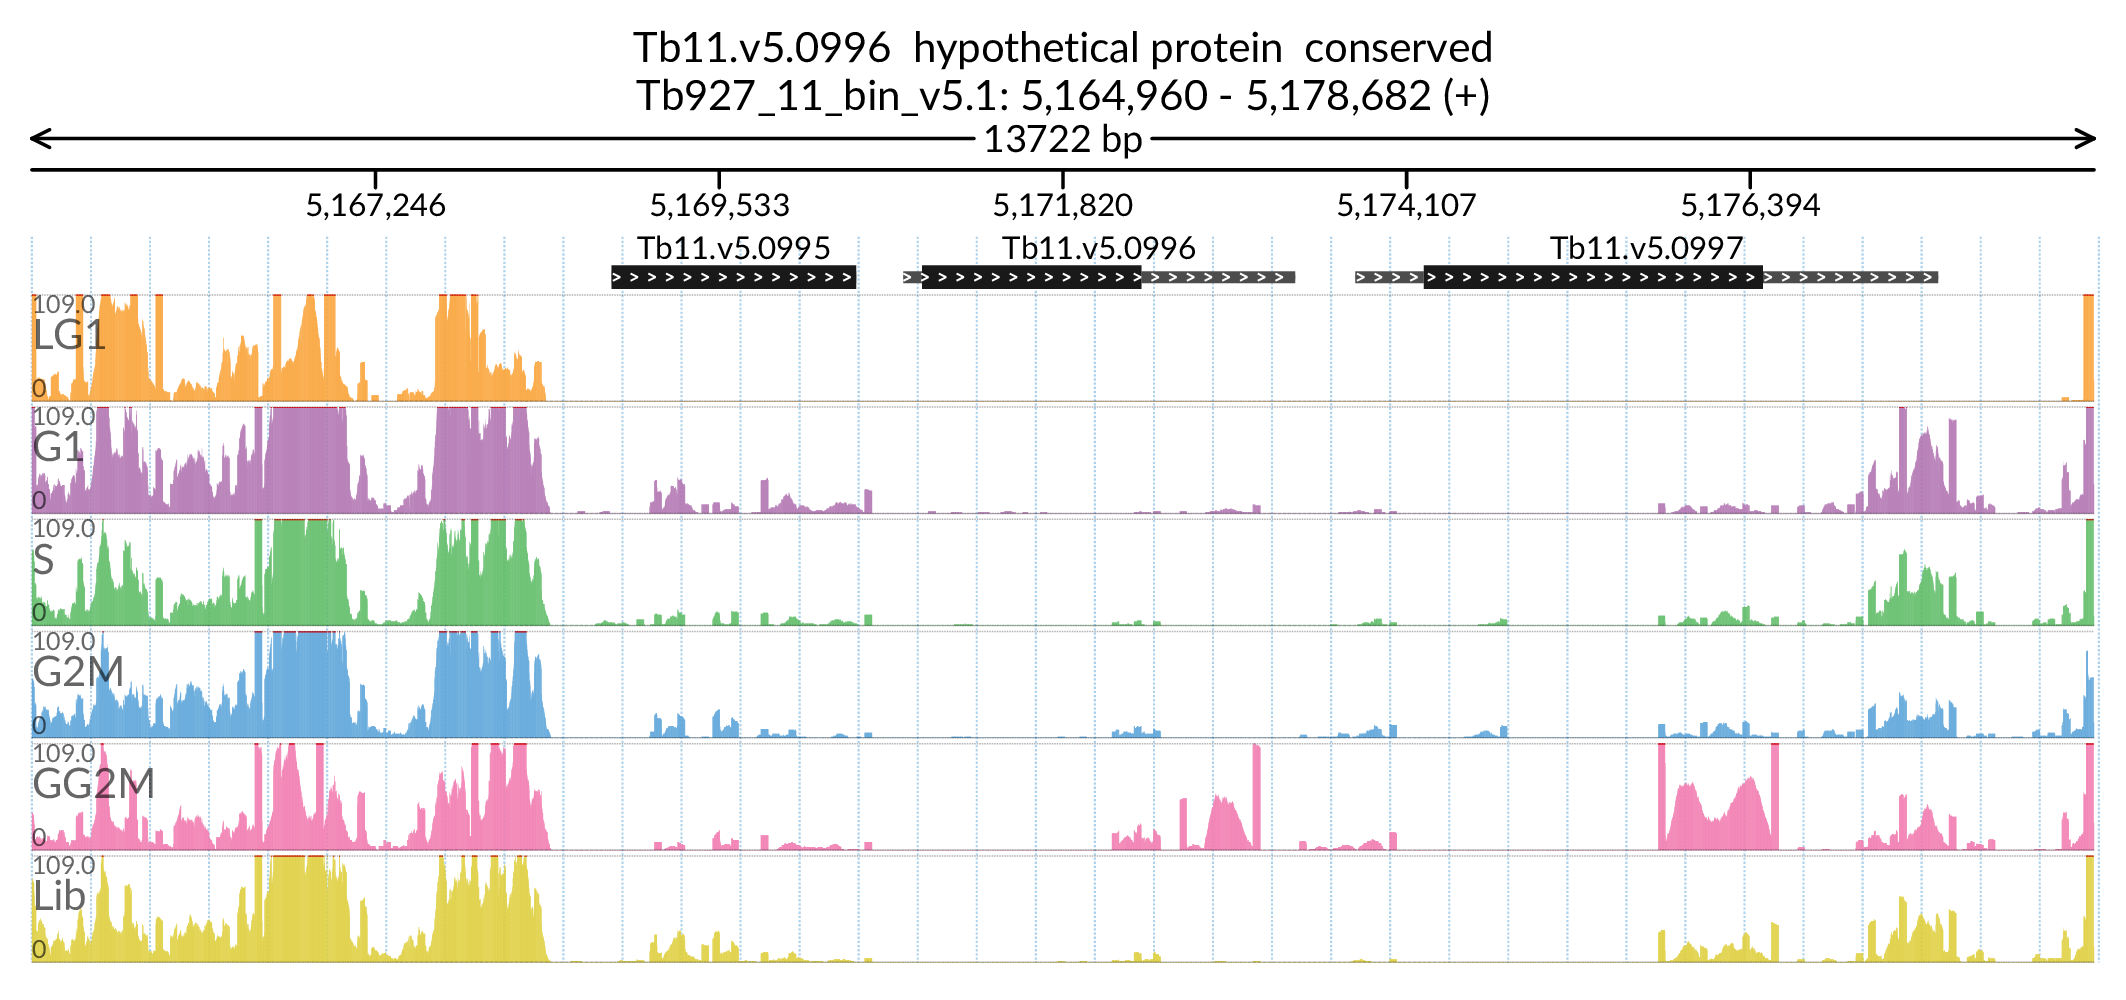 Tb11.v5.0996  hypothetical protein  conserved
Tb927_11_bin_v5.1: 5,164,960 - 5,178,682 (+)
13722 bp
5,167,246 5,169,533 5,171,820 5,174,107 5,176,394
Tb11.v5.0995 Tb11.v5.0996 Tb11.v5.0997
109.0
LG1
0
109.0
G1
0
109.0
S
0
109.0
G2M
0
109.0
GG2M
0
109.0
Lib
0